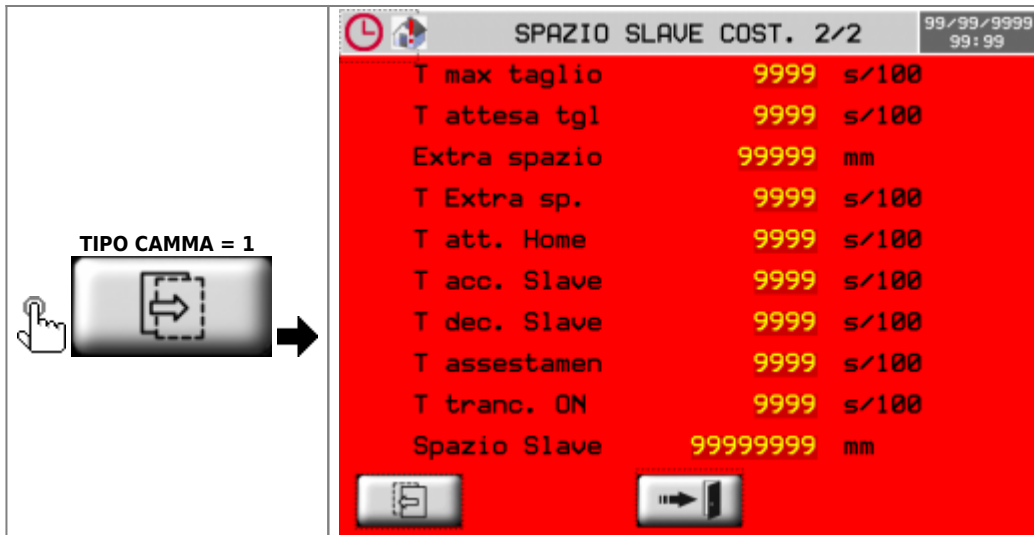 TIPO CAMMA = 1
SPAZIO SLAVE COST. 2/2
99/99/9999
99:99
T max taglio 9999 s/100
T attesa tgl 9999 s/100
Extra spazio 99999 mm
T Extra sp. 9999 s/100
T att. Home 9999 s/100
T acc. Slave 9999 s/100
T dec. Slave 9999 s/100
T assestamen 9999 s/100
T tranc. ON 9999 s/100
Spazio Slave 99999999 mm